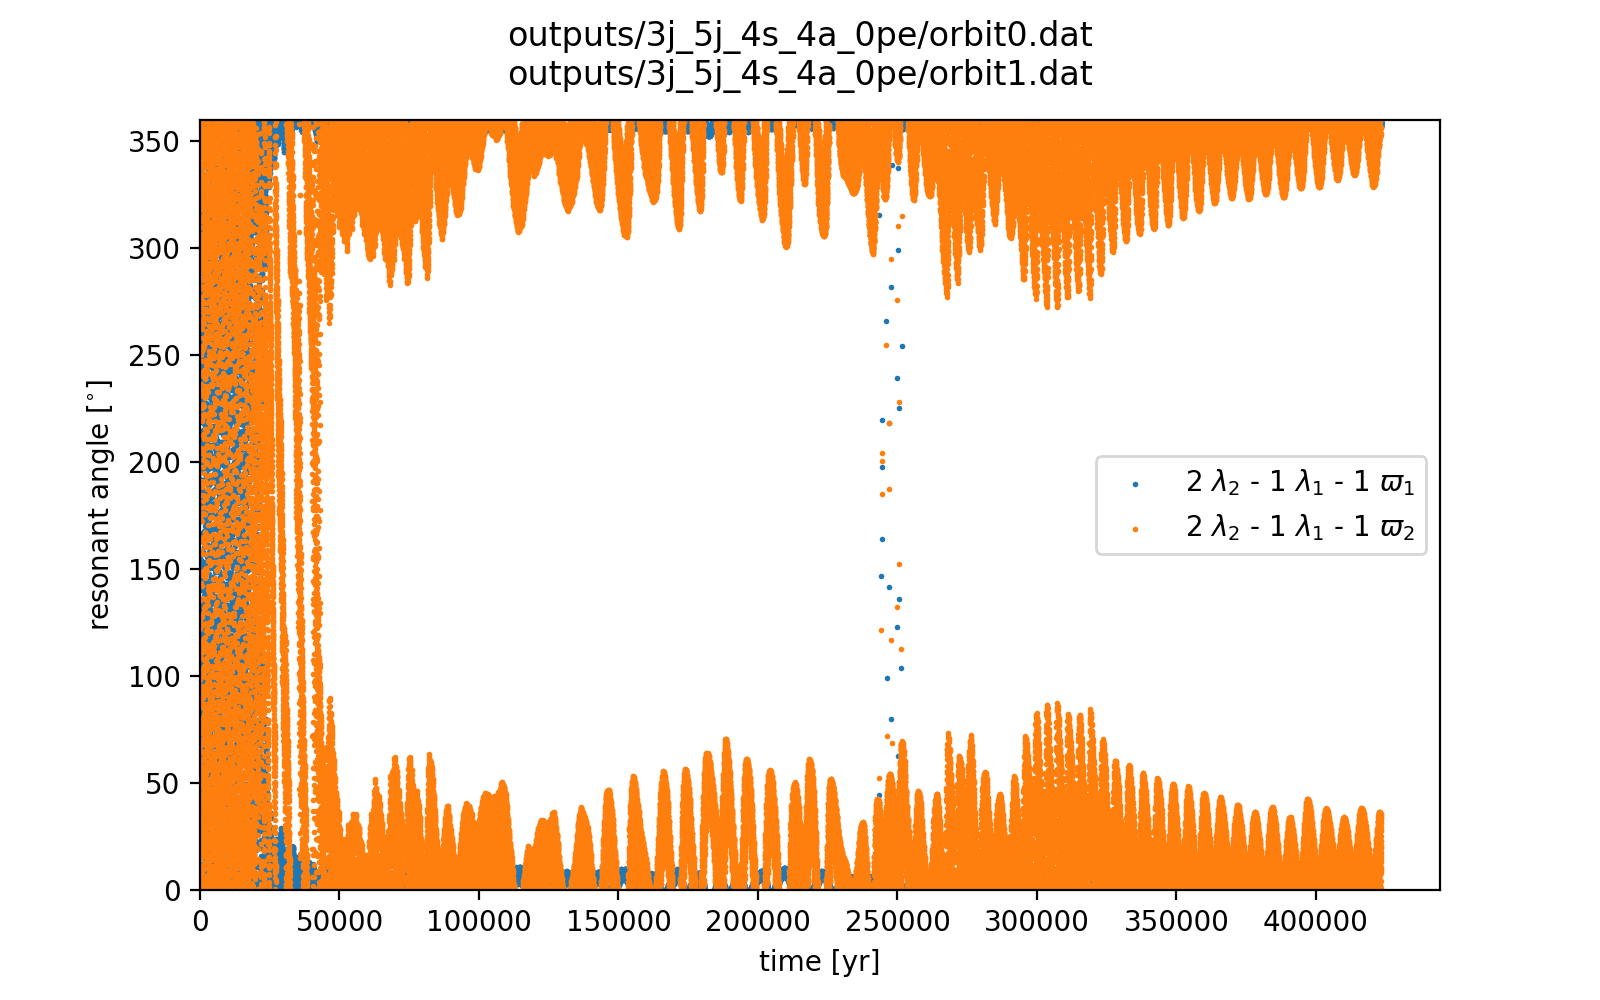 outputs/3j_5j_4s_4a_0pe/orbit0.dat
outputs/3j_5j_4s_4a_0pe/orbit1.dat
350
300
250
200
150
100
50
0
resonant angle [°]
2 λ₂ - 1 λ₁ - 1 ϖ₁
2 λ₂ - 1 λ₁ - 1 ϖ₂
0 50000 100000 150000 200000 250000 300000 350000 400000
time [yr]